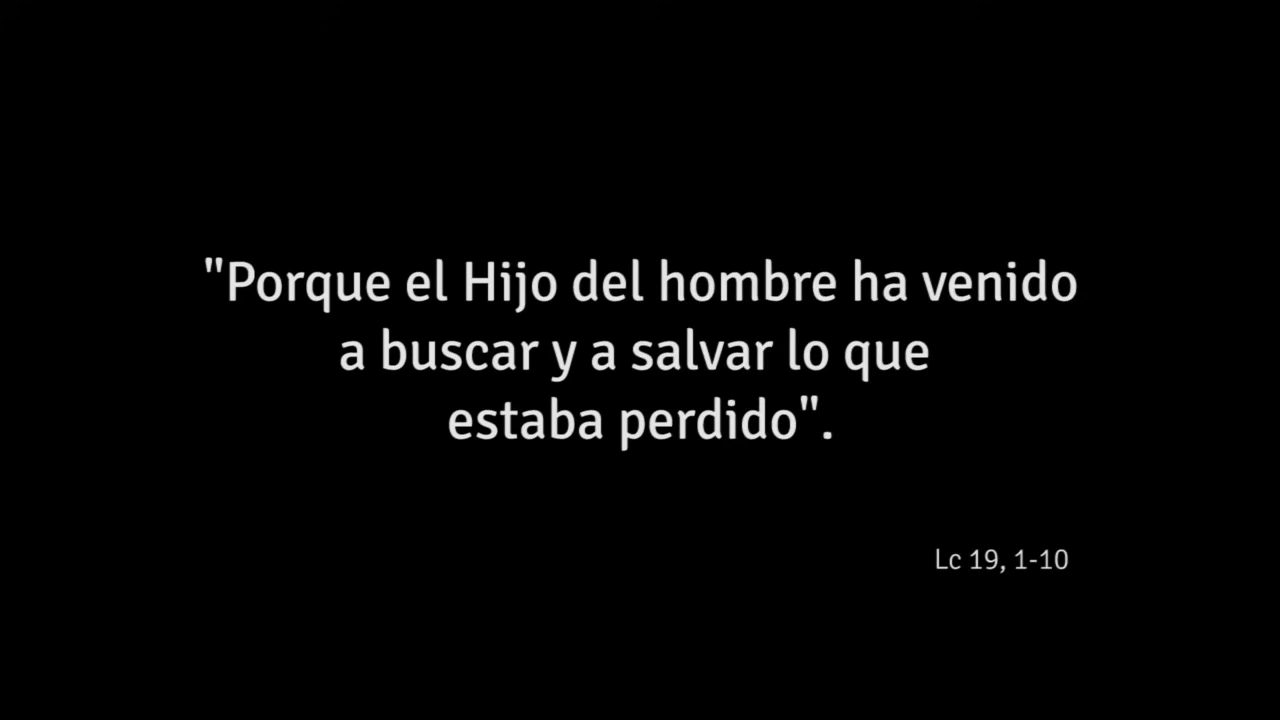 "Porque el Hijo del hombre ha venido
a buscar y a salvar lo que
estaba perdido".
Lc 19, 1-10